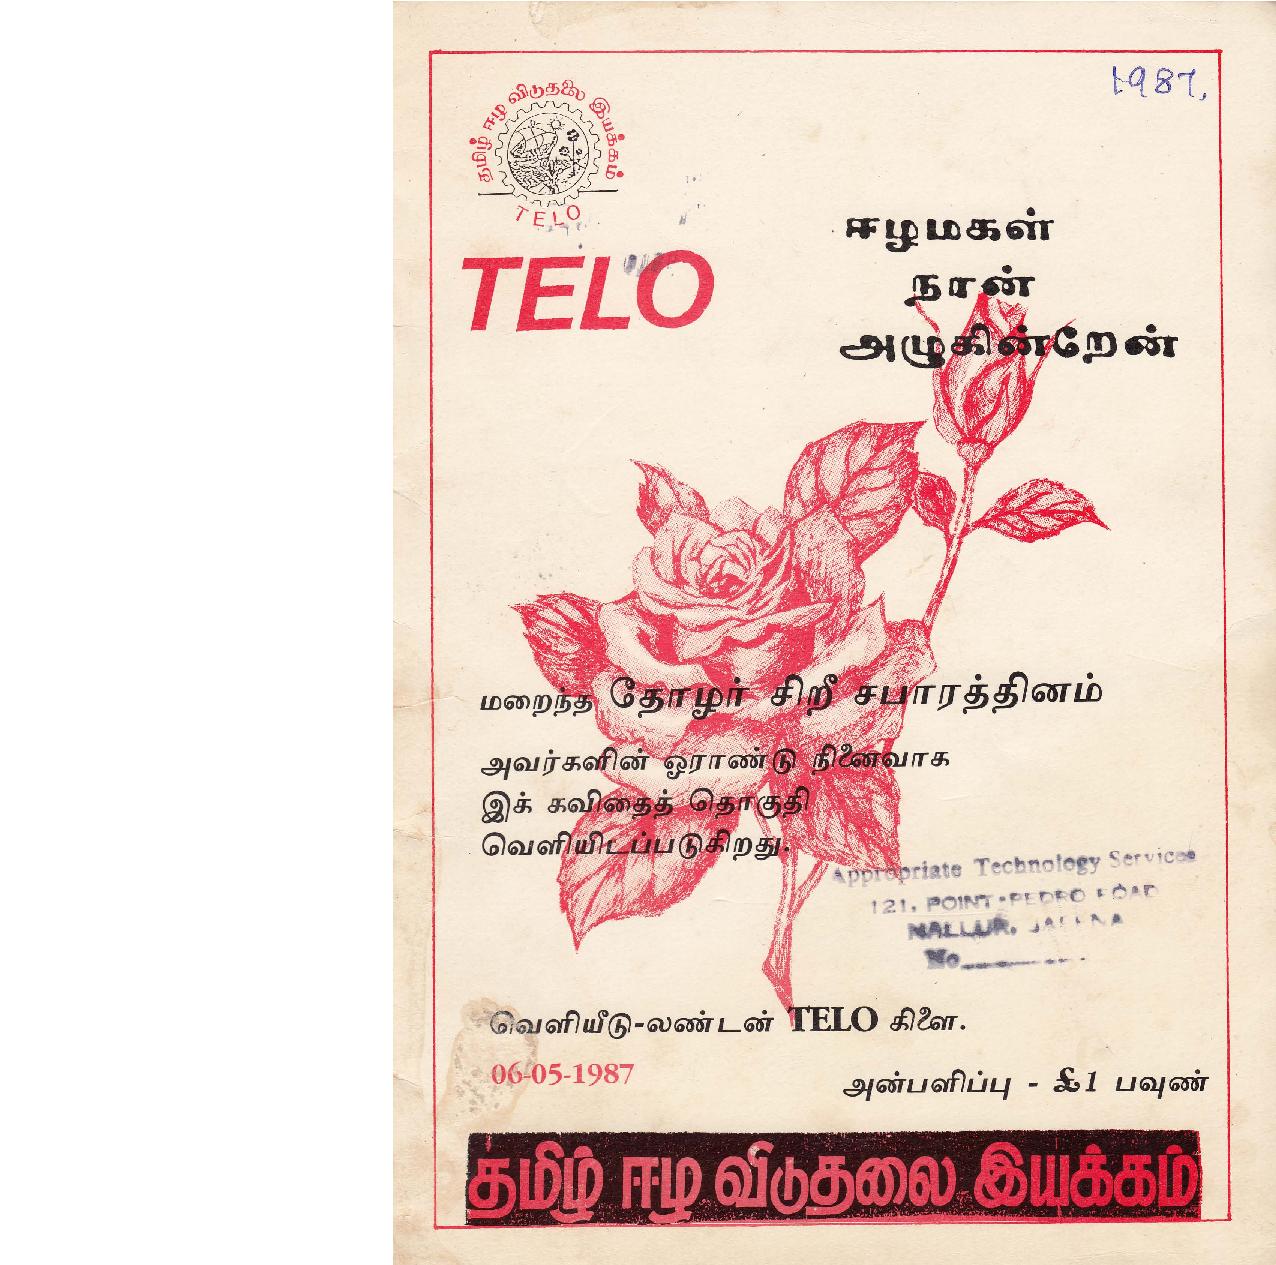 1987,
தமிழ் ஈழ விடுதலை இயக்கம்
TELO
TELO
ஈழமகள்
நான்
அழுகின்றேன்
மறைந்த தோழர் சிறீ சபாரத்தினம்
அவர்களின் ஓராண்டு நினைவாக
இக் கவிதைத் தொகுதி
வெளியிடப்படுகிறது.
Appropriate Technology Services
121, POINT-PEDRO ROAD
NALLUR, JAFFNA
No
வெளியீடு-லண்டன் TELO கிளை.
06-05-1987
அன்பளிப்பு - £1 பவுண்
தமிழ் ஈழ விடுதலை இயக்கம்